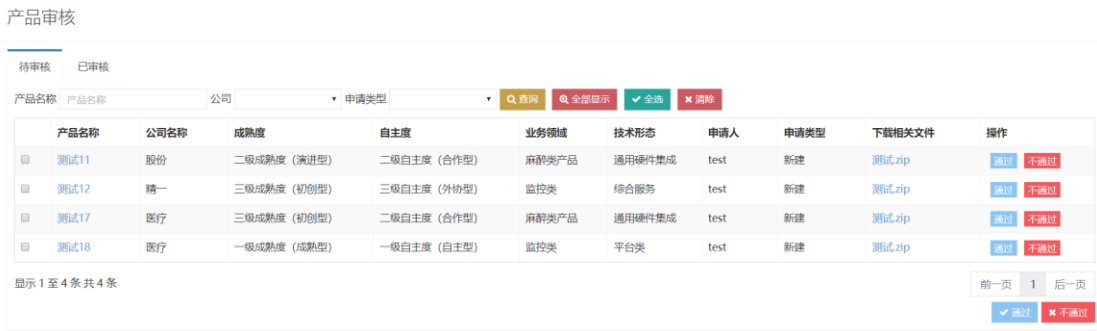 产品审核
待审核 已审核
产品名称 产品名称 公司 申请类型 查询 全部显示 全选 清除
产品名称 公司名称 成熟度 自主度 业务领域 技术形态 申请人 申请类型 下载相关文件 操作
测试11 股份 二级成熟度（演进型） 二级自主度（合作型） 麻醉类产品 通用硬件集成 test 新建 测试.zip 通过 不通过
测试12 精一 三级成熟度（初创型） 三级自主度（外协型） 监控类 综合服务 test 新建 测试.zip 通过 不通过
测试17 医疗 三级成熟度（初创型） 二级自主度（合作型） 麻醉类产品 通用硬件集成 test 新建 测试.zip 通过 不通过
测试18 医疗 一级成熟度（成熟型） 一级自主度（自主型） 监控类 平台类 test 新建 测试.zip 通过 不通过
显示 1 至 4 条 共 4 条 前一页 1 后一页
通过 不通过